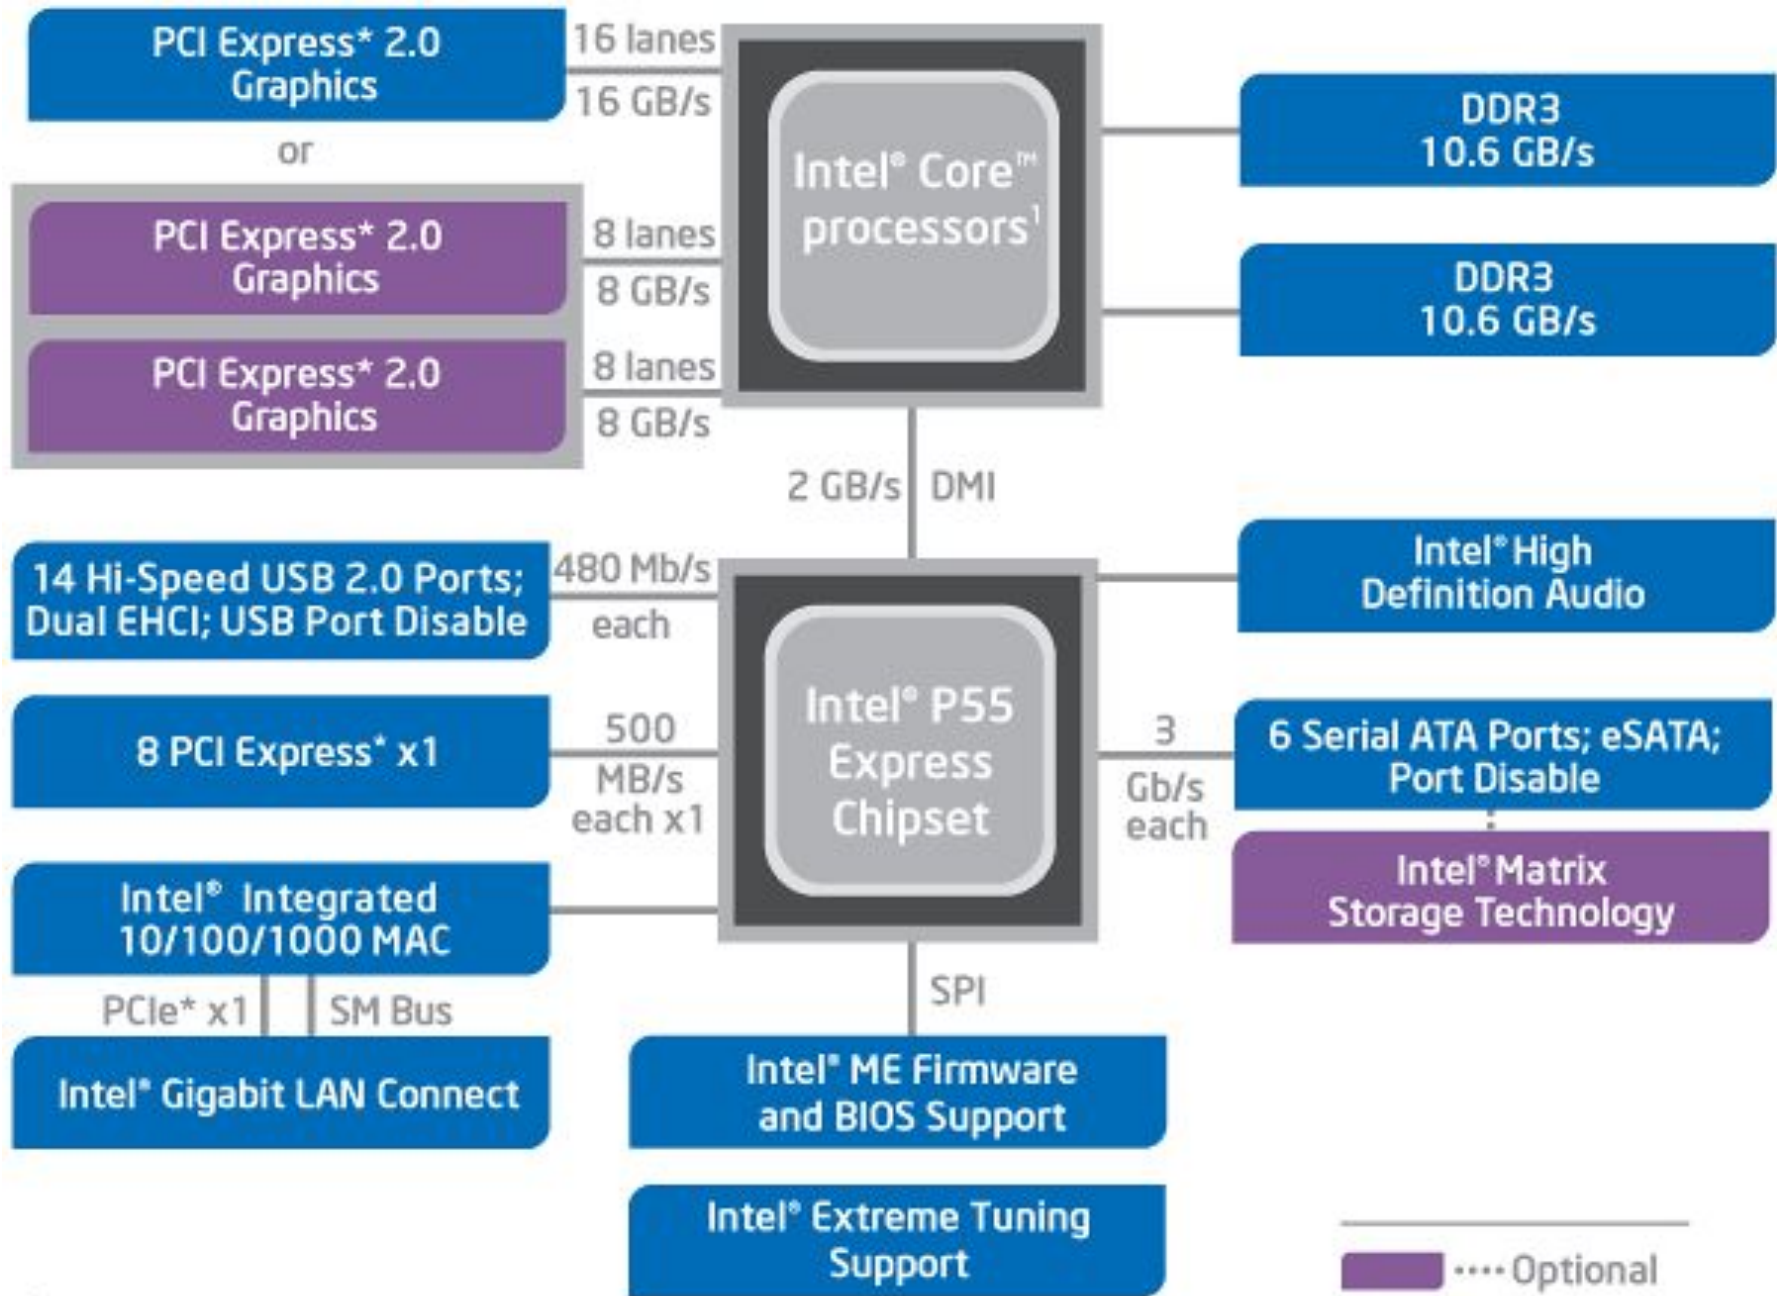 PCI Express* 2.0
Graphics
16 lanes
16 GB/s
or
PCI Express* 2.0
Graphics
8 lanes
8 GB/s
PCI Express* 2.0
Graphics
8 lanes
8 GB/s
Intel® Core™
processors¹
DDR3
10.6 GB/s
DDR3
10.6 GB/s
2 GB/s DMI
14 Hi-Speed USB 2.0 Ports;
Dual EHCI; USB Port Disable
480 Mb/s
each
8 PCI Express* x1
500
MB/s
each x1
Intel® Integrated
10/100/1000 MAC
PCIe* x1
SM Bus
Intel® Gigabit LAN Connect
Intel® P55
Express
Chipset
Intel® High
Definition Audio
3
Gb/s
each
6 Serial ATA Ports; eSATA;
Port Disable
Intel® Matrix
Storage Technology
SPI
Intel® ME Firmware
and BIOS Support
Intel® Extreme Tuning
Support
Optional